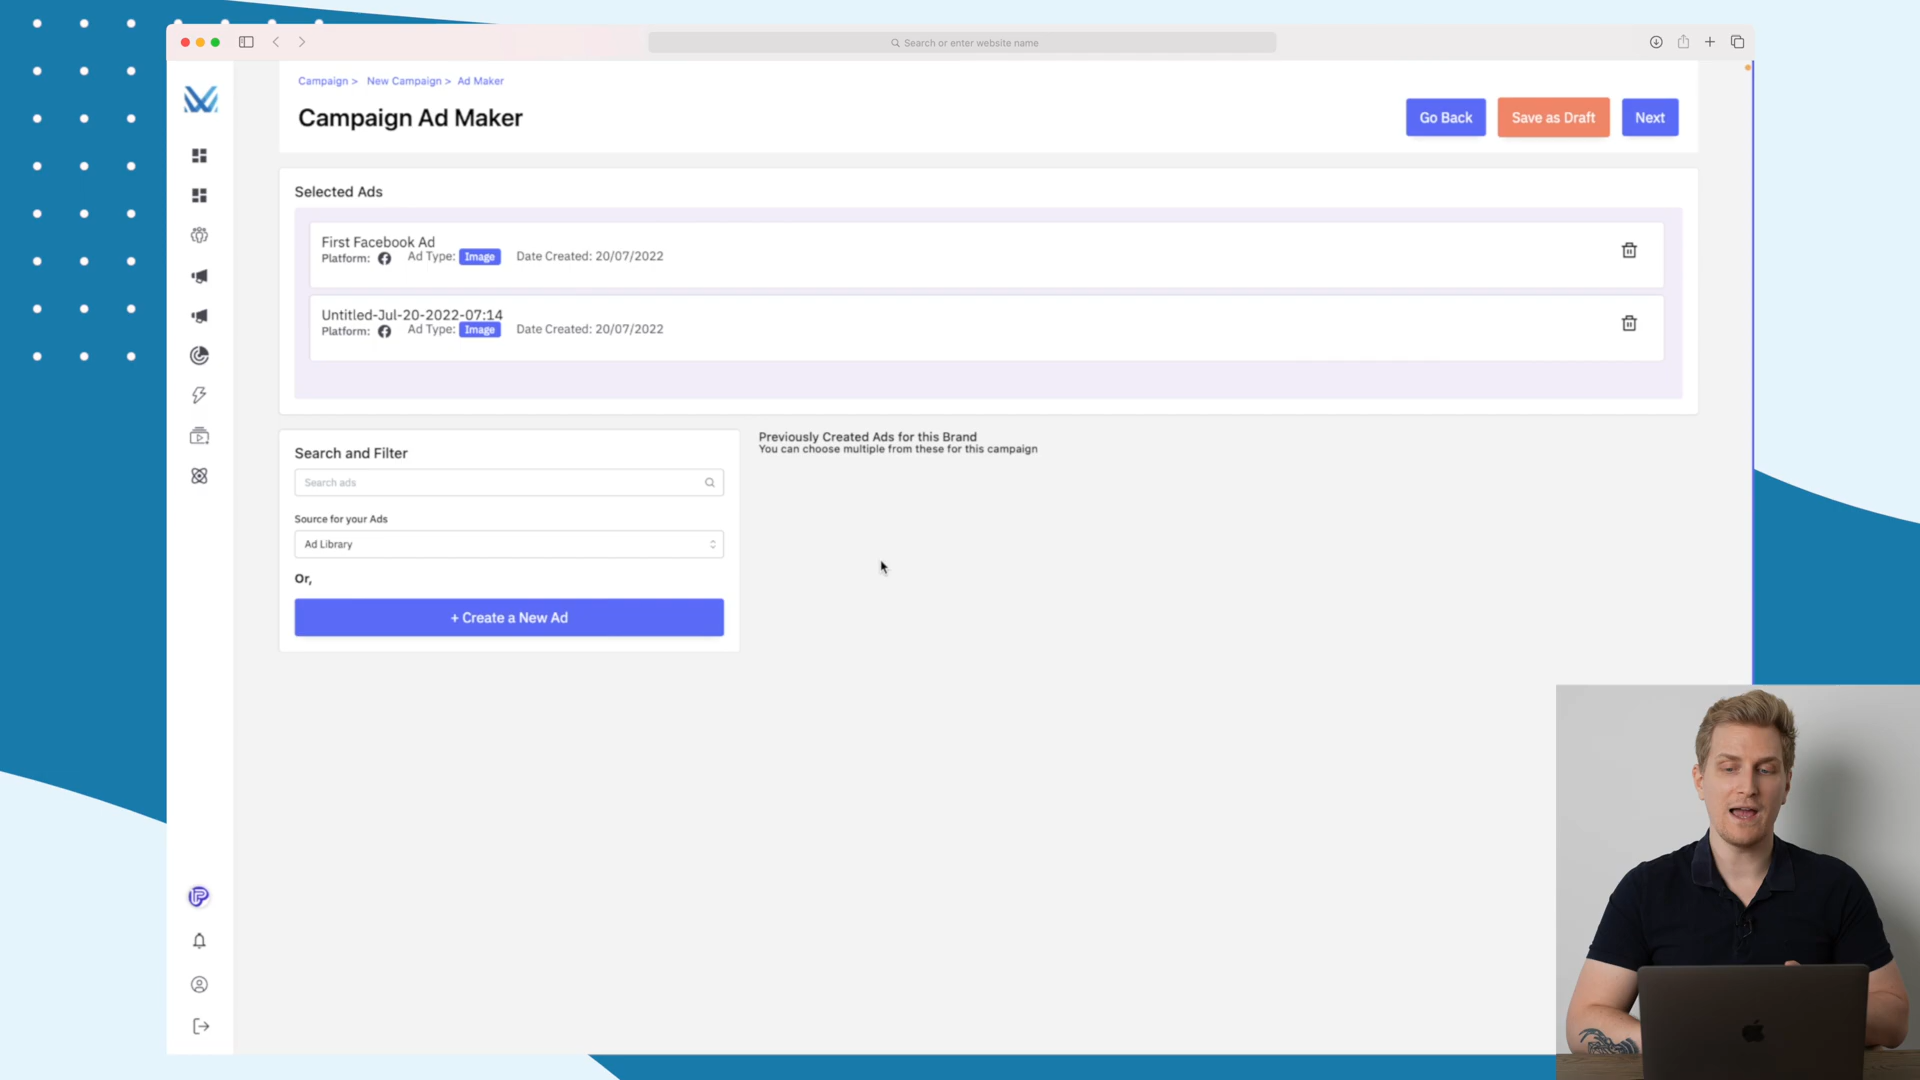 Search or enter website name
Campaign > New Campaign > Ad Maker
Campaign Ad Maker
Go Back
Save as Draft
Next
Selected Ads
First Facebook Ad
Platform: Ad Type: Image Date Created: 20/07/2022
Untitled-Jul-20-2022-07:14
Platform: Ad Type: Image Date Created: 20/07/2022
Search and Filter
Search ads
Source for your Ads
Ad Library
Or,
+ Create a New Ad
Previously Created Ads for this Brand
You can choose multiple from these for this campaign